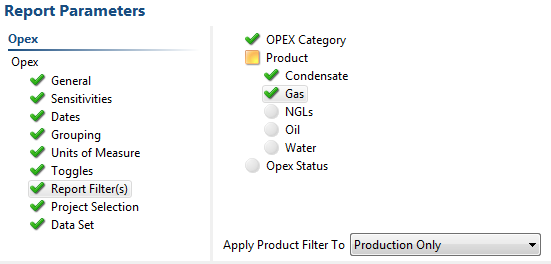 Report Parameters
Opex
Opex
General
Sensitivities
Dates
Grouping
Units of Measure
Toggles
Report Filter(s)
Project Selection
Data Set
OPEX Category
Product
Condensate
Gas
NGLs
Oil
Water
Opex Status
Apply Product Filter To Production Only